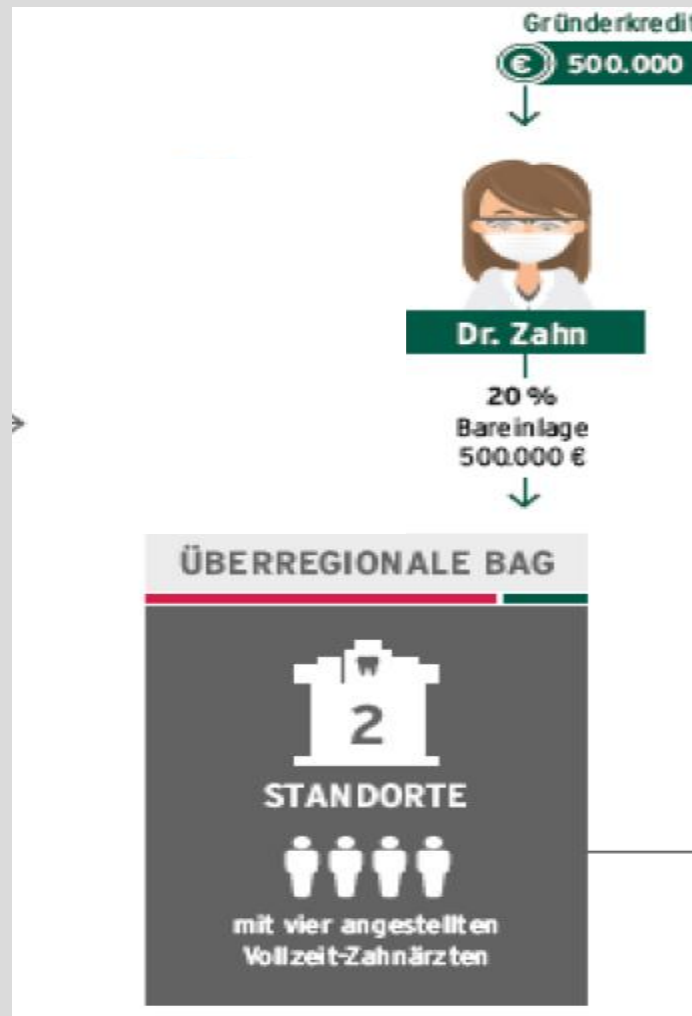 Gründerkredit
€ 500.000
Dr. Zahn
20 %
Bareinlage
500.000 €
ÜBERREGIONALE BAG
2
STANDORTE
mit vier angestellten
Vollzeit-Zahnärzten